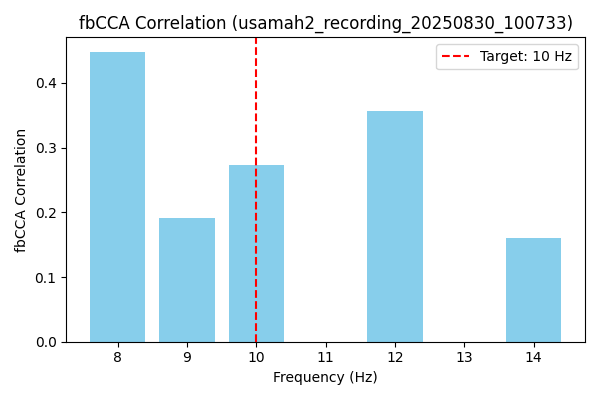 fbCCA Correlation (usamah2_recording_20250830_100733)
Target: 10 Hz
fbCCA Correlation
0.4
0.3
0.2
0.1
0.0
8 9 10 11 12 13 14
Frequency (Hz)